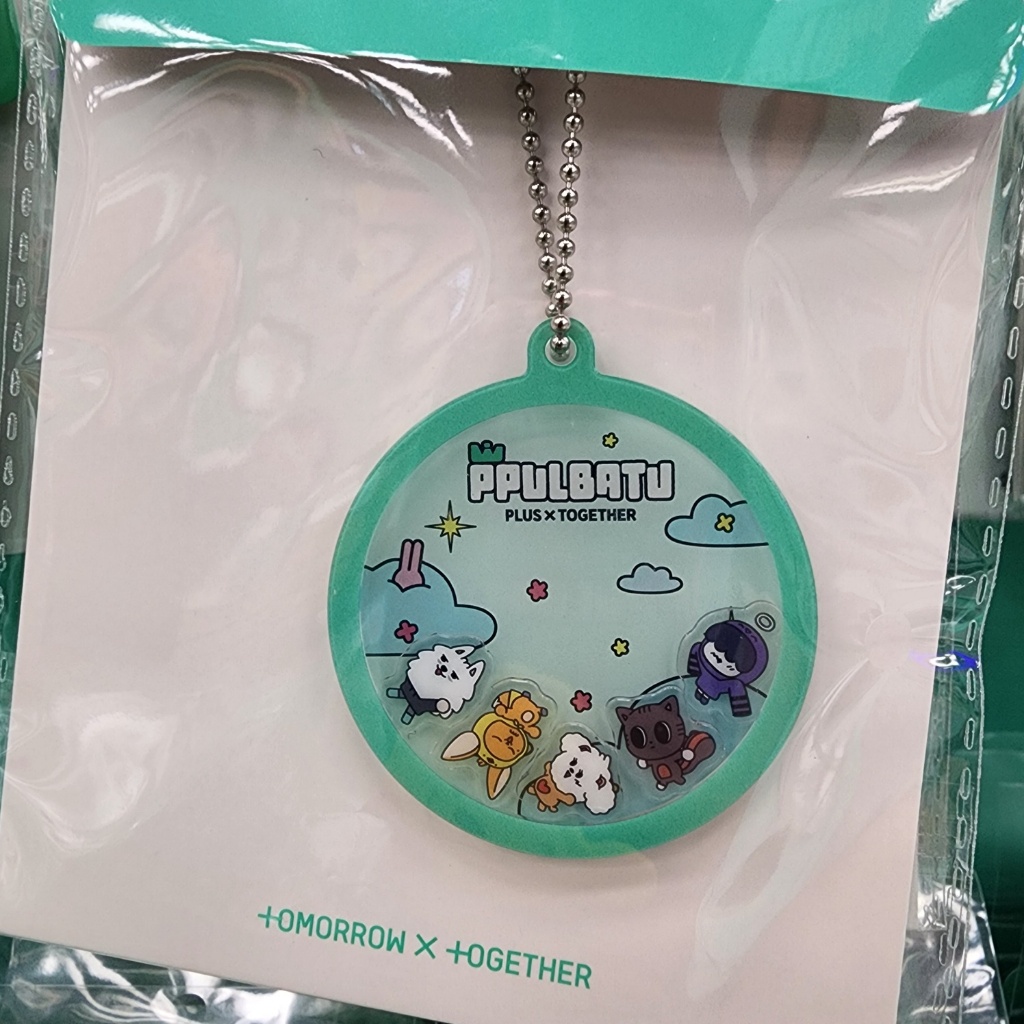 PPULBATU
PLUS × TOGETHER
TOMORROW × TOGETHER